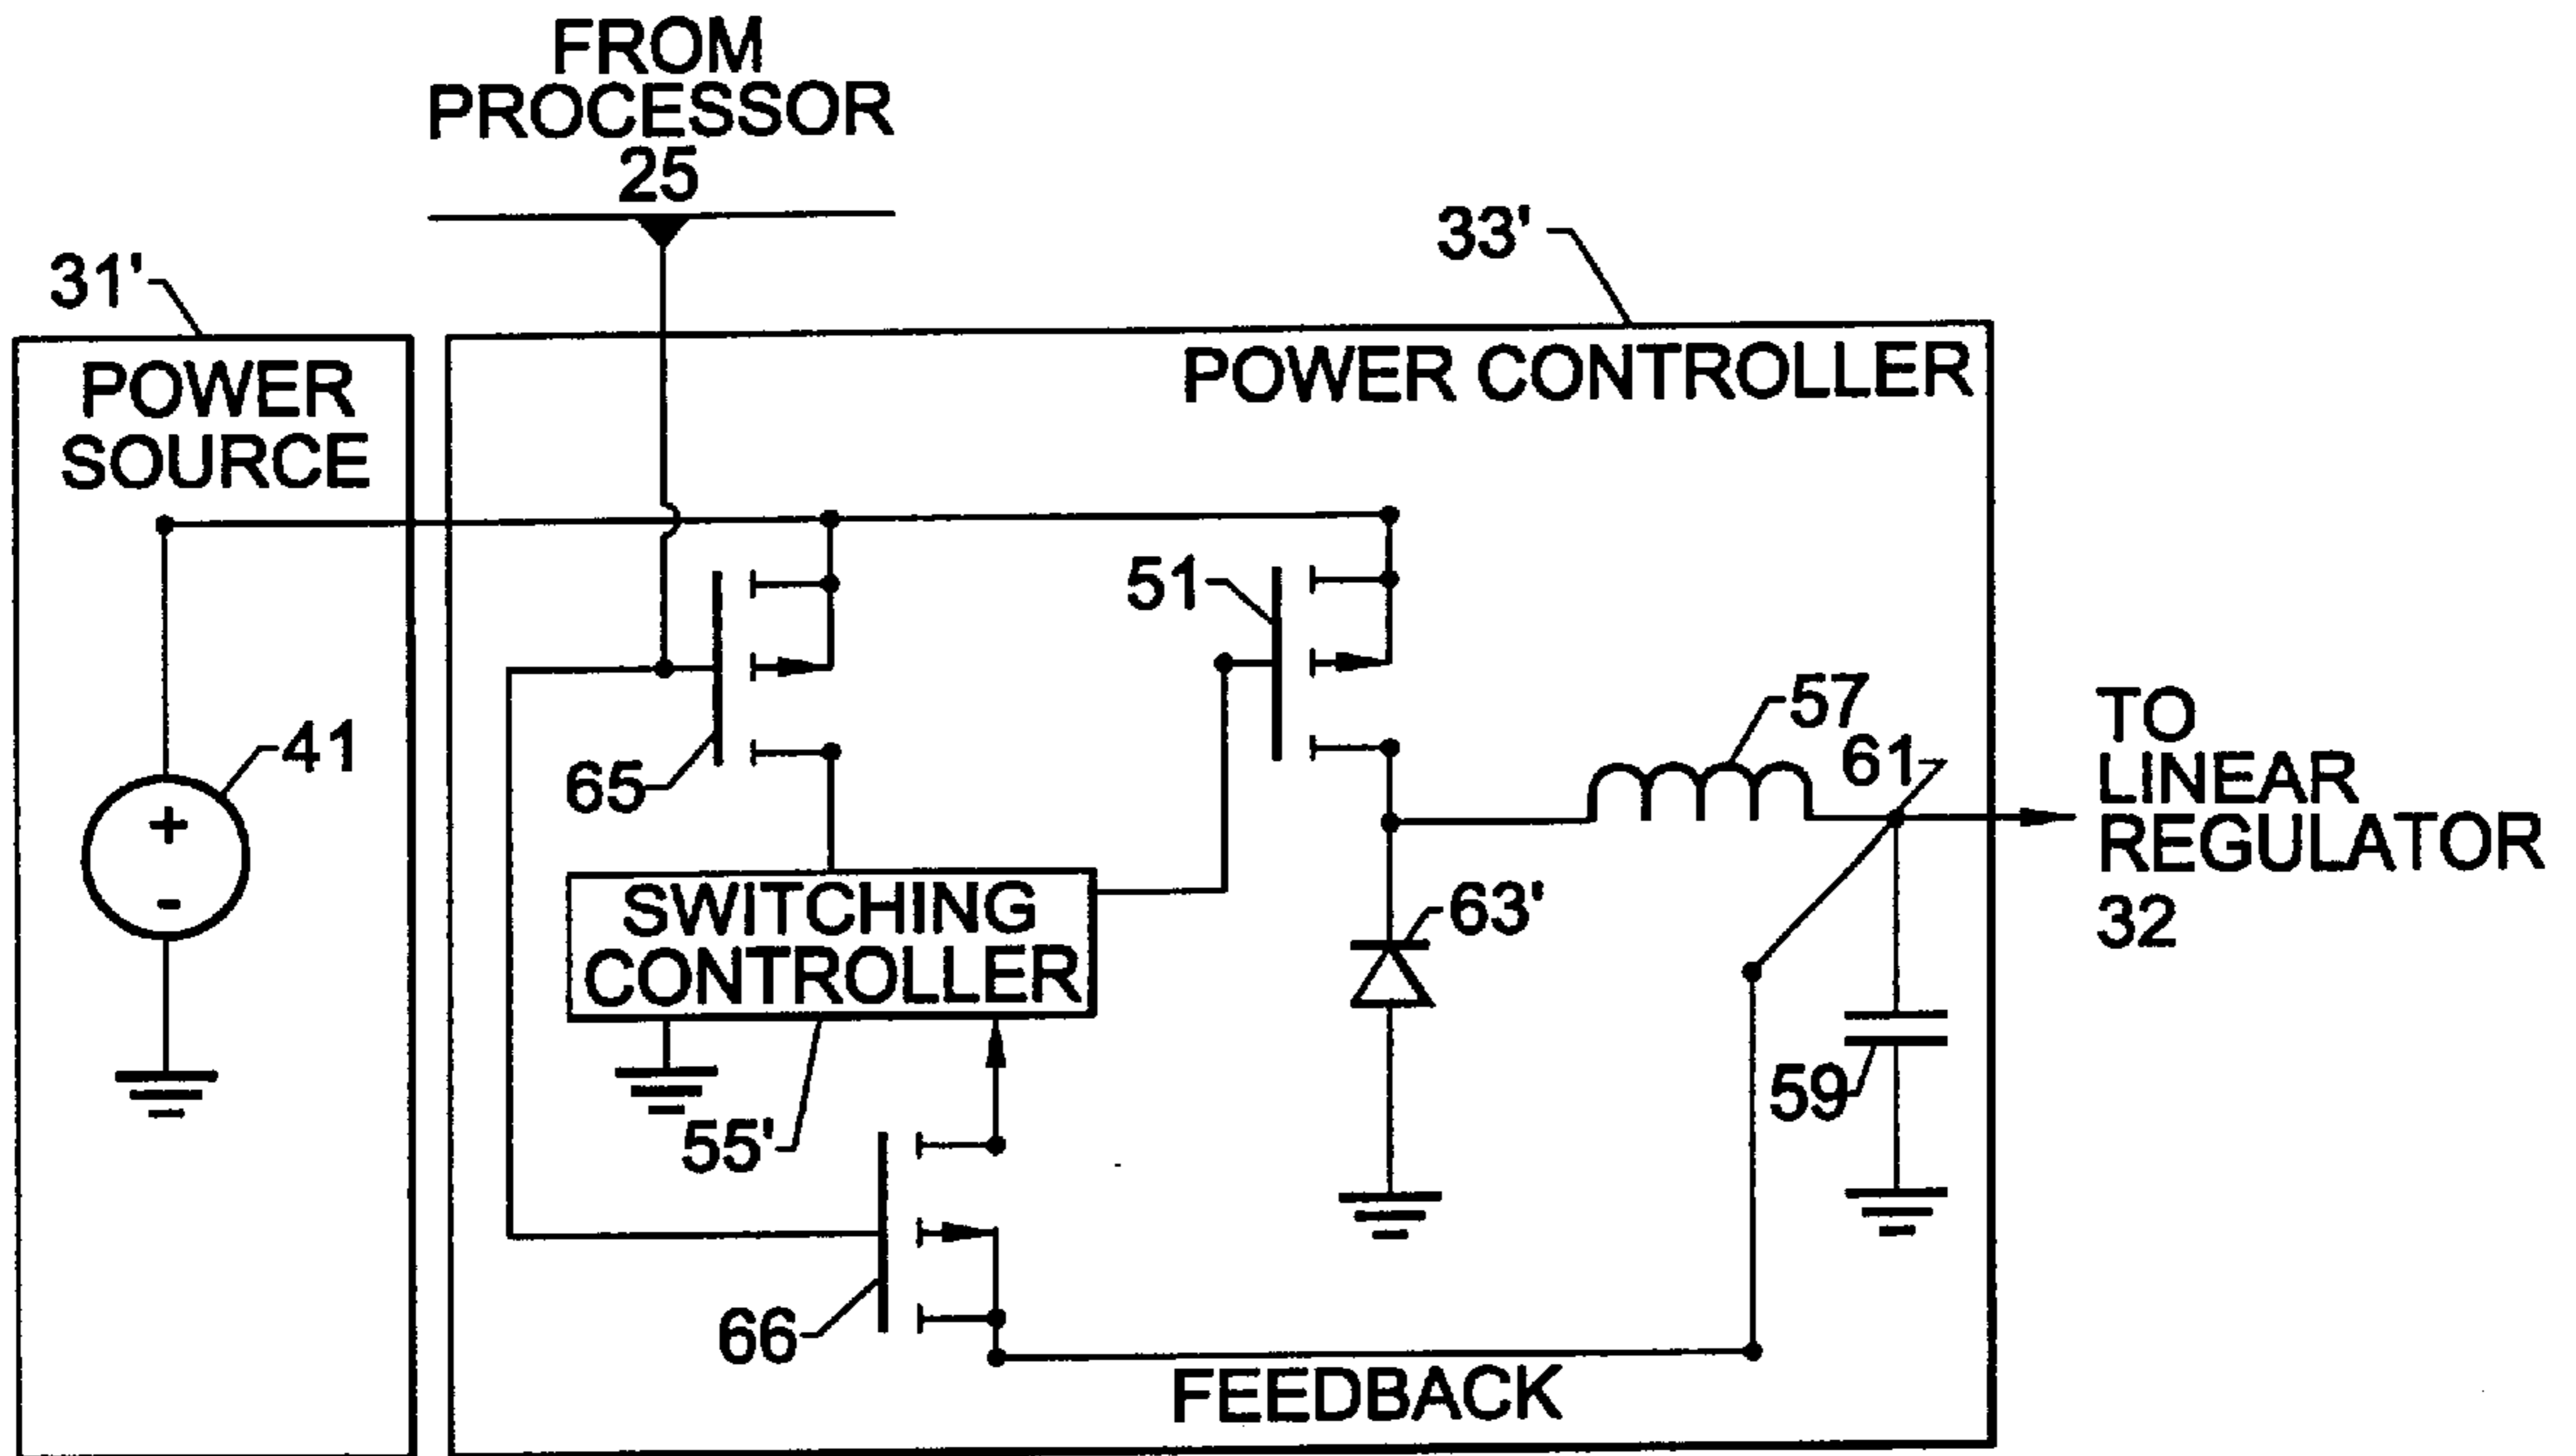 FROM
PROCESSOR
25
31'
33'
POWER
SOURCE
POWER CONTROLLER
51
41
65
57
61
TO
LINEAR
REGULATOR
32
+
-
SWITCHING
CONTROLLER
63'
55'
59
66
FEEDBACK